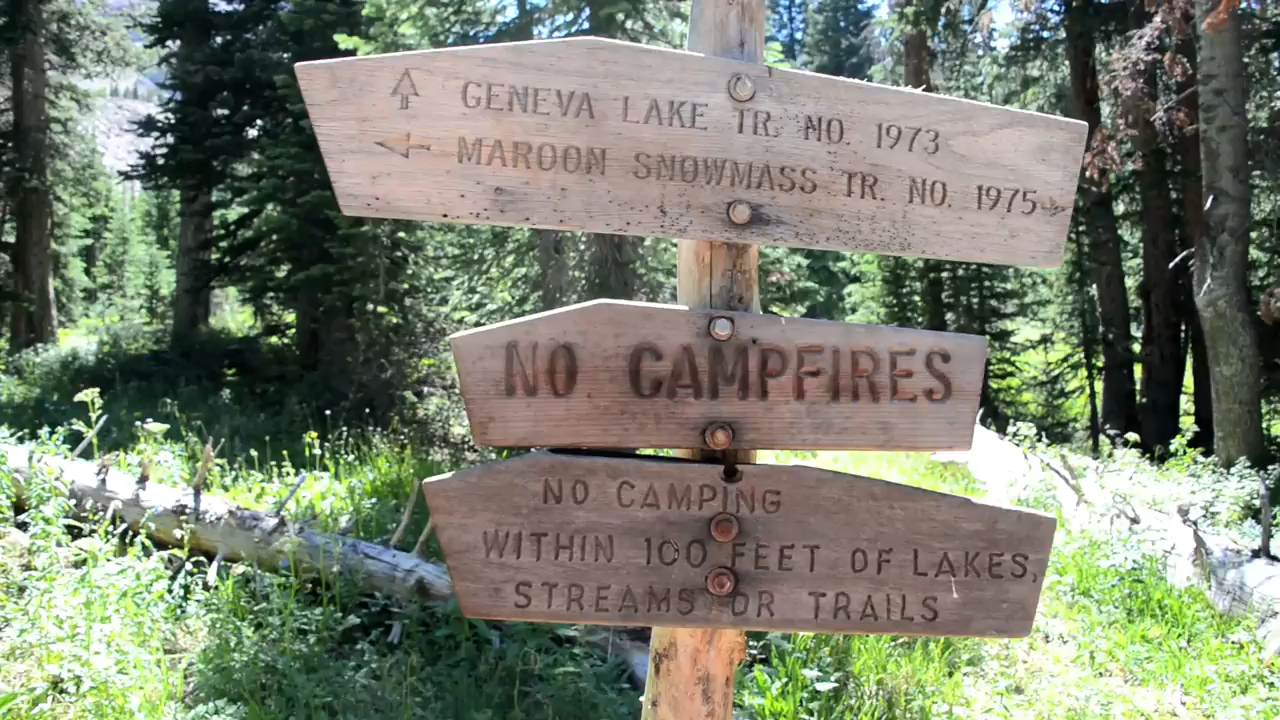 GENEVA LAKE TR. NO. 1973
MAROON SNOWMASS TR. NO. 1975
NO CAMPFIRES
NO CAMPING
WITHIN 100 FEET OF LAKES,
STREAMS OR TRAILS